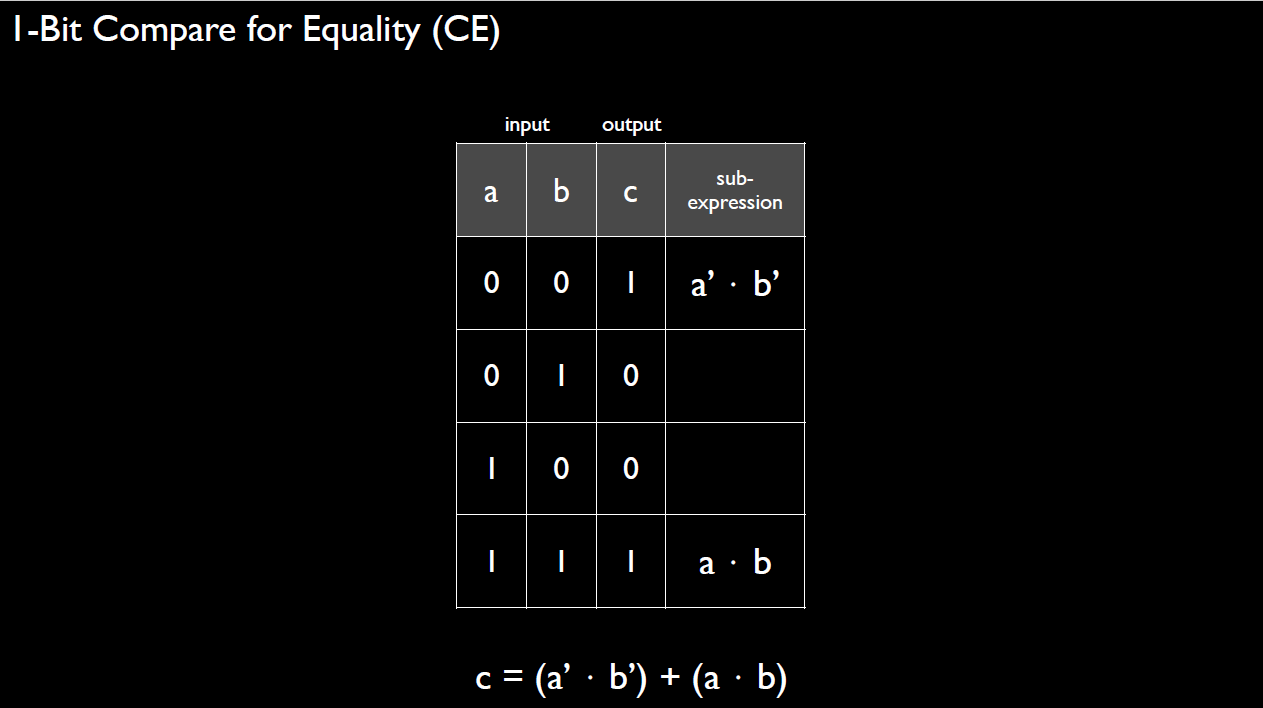 1-Bit Compare for Equality (CE)
input output
a b c sub-
expression
0 0 1 a’ · b’
0 1 0
1 0 0
1 1 1 a · b
c = (a’ · b’) + (a · b)